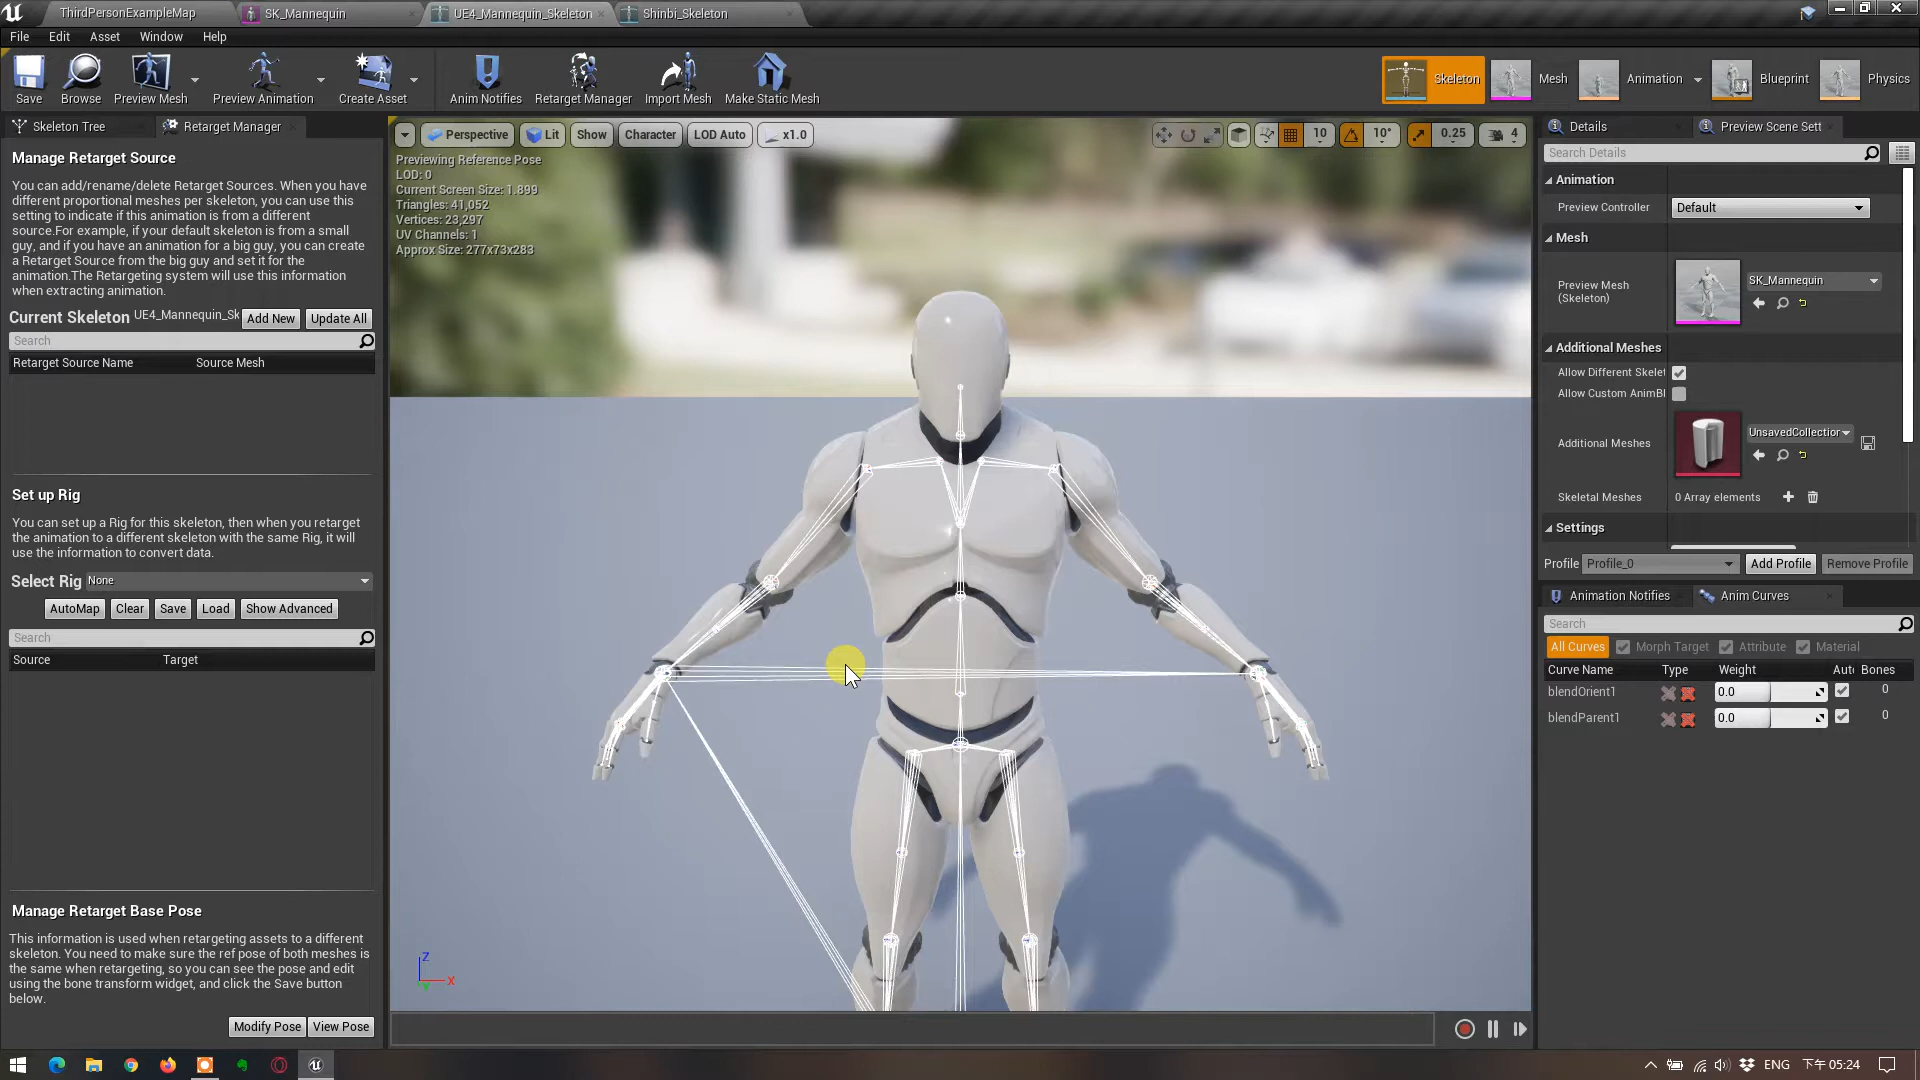 ThirdPersonExampleMap
SK_Mannequin
UE4_Mannequin_Skeleton
Shinbi_Skeleton
File
Edit
Asset
Window
Help
Save
Browse
Preview Mesh
Preview Animation
Create Asset
Anim Notifies
Retarget Manager
Import Mesh
Make Static Mesh
Skeleton
Mesh
Animation
Blueprint
Physics
Skeleton Tree
Retarget Manager
Manage Retarget Source
You can add/rename/delete Retarget Sources. When you have
different proportional meshes per skeleton, you can use this
setting to indicate if this animation is from a different
source.For example, if your default skeleton is from a small
guy, and if you have an animation for a big guy, you can create
a Retarget Source from the big guy and set it for the
animation.The Retargeting system will use this information
when extracting animation.
Current Skeleton UE4_Mannequin_Sk Add New Update All
Search
Retarget Source Name Source Mesh
Set up Rig
You can set up a Rig for this skeleton, then when you retarget
the animation to a different skeleton with the same Rig, it will
use the information to convert data.
Select Rig None
AutoMap Clear Save Load Show Advanced
Search
Source Target
Manage Retarget Base Pose
This information is used when retargeting assets to a different
skeleton. You need to make sure the ref pose of both meshes is
the same when retargeting, so you can see the pose and edit
using the bone transform widget, and click the Save button
below.
Modify Pose View Pose
Perspective Lit Show Character LOD Auto x1.0
10 10° 0.25 4
Previewing Reference Pose
LOD: 0
Current Screen Size: 1.899
Triangles: 41,052
Vertices: 23,297
UV Channels: 1
Approx Size: 277x73x283
Z
X
Y
Details
Preview Scene Sett
Search Details
Animation
Preview Controller Default
Mesh
Preview Mesh
(Skeleton)
SK_Mannequin
Additional Meshes
Allow Different Skelet
Allow Custom AnimBl
Additional Meshes UnsavedCollection
Skeletal Meshes 0 Array elements
Settings
Profile Profile_0 Add Profile Remove Profile
Animation Notifies
Anim Curves
Search
All Curves Morph Target Attribute Material
Curve Name Type Weight Auto Bones
blendOrient1 0.0 0
blendParent1 0.0 0
ENG
下午 05:24